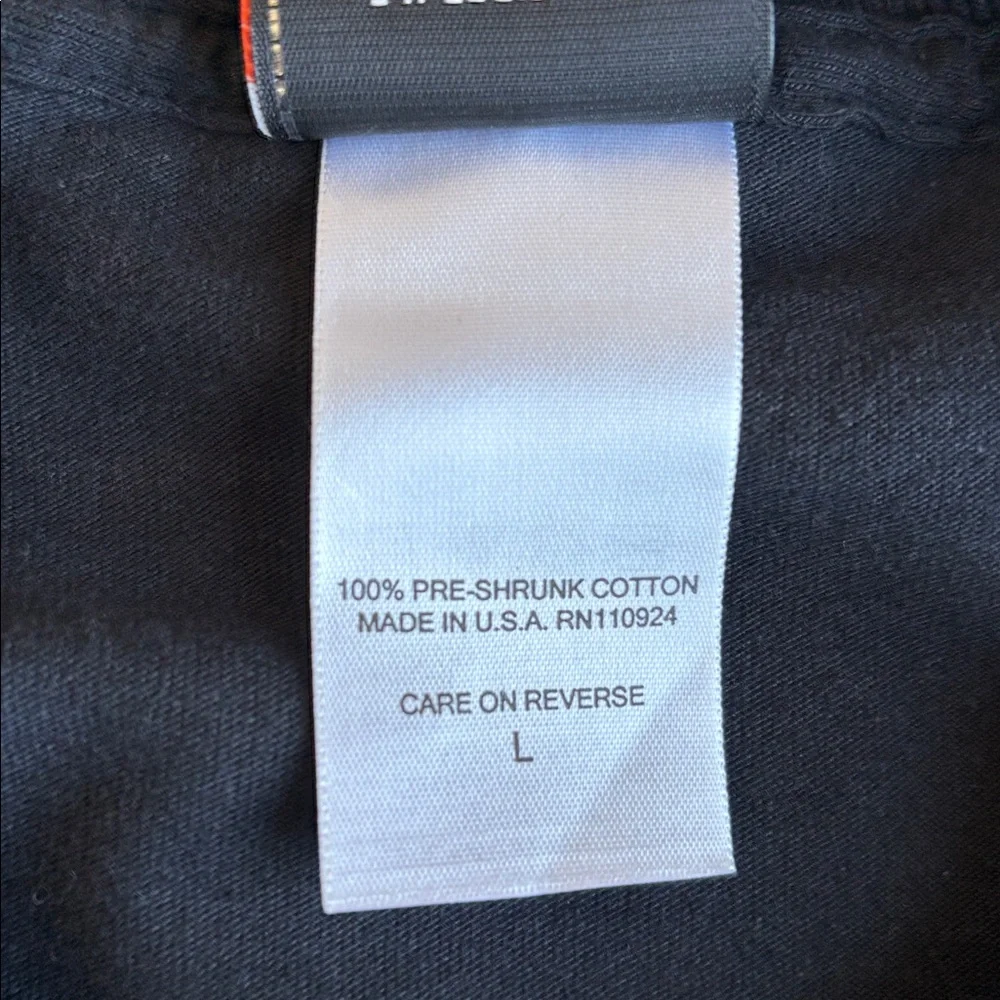 100% PRE-SHRUNK COTTON
MADE IN U.S.A. RN110924
CARE ON REVERSE
L